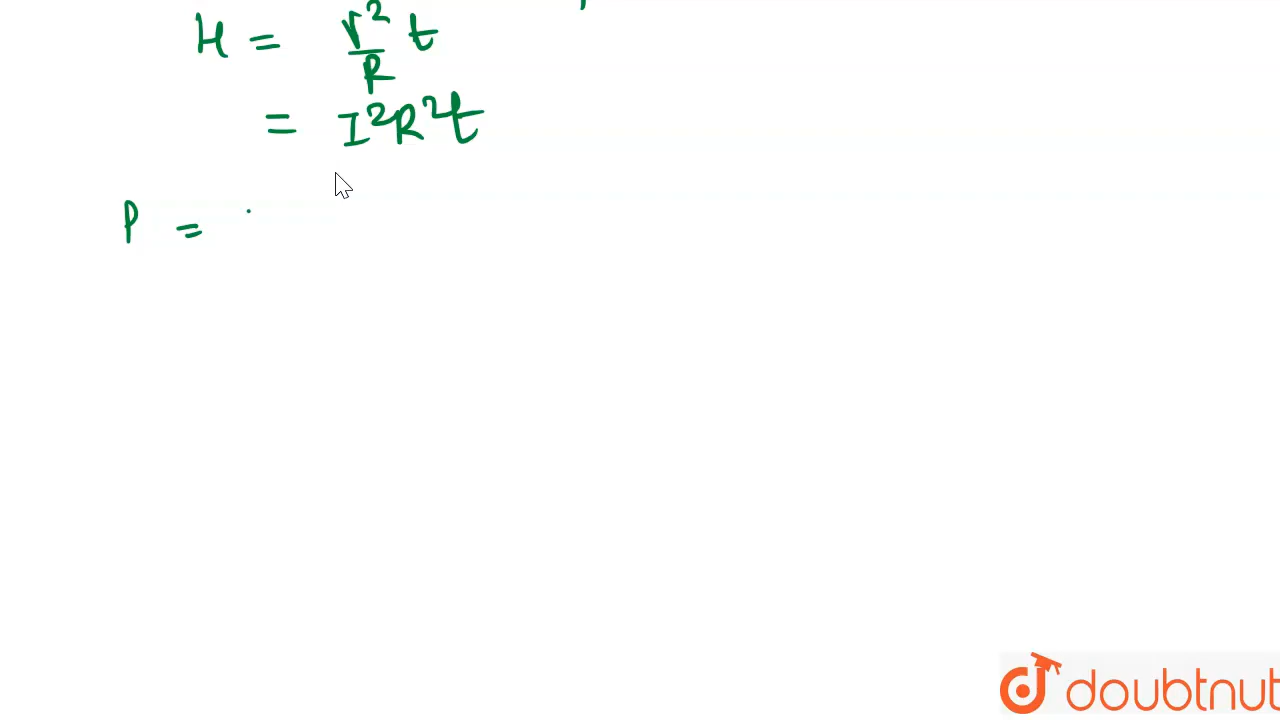 H = V²/R t
= I²R²t
P =
doubtnut